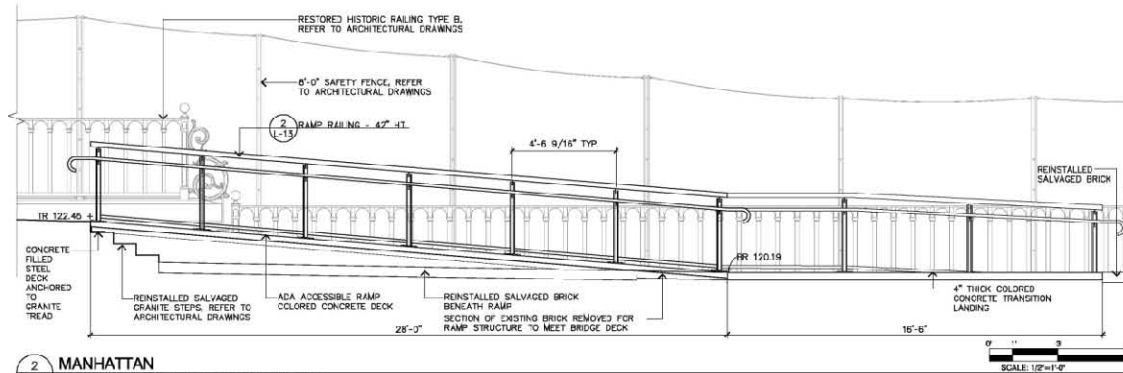 RESTORED HISTORIC RAILING TYPE B.
REFER TO ARCHITECTURAL DRAWINGS
8'-0" SAFETY FENCE, REFER
TO ARCHITECTURAL DRAWINGS
2
L-13
RAMP RAILING - 42" HT.
4'-6 9/16" TYP.
REINSTALLED
SALVAGED BRICK
TR 122.45 +
BR 120.19
CONCRETE
FILLED
STEEL
DECK
ANCHORED
TO
GRANITE
TREAD
REINSTALLED SALVAGED
GRANITE STEPS, REFER TO
ARCHITECTURAL DRAWINGS
ADA ACCESSIBLE RAMP
COLORED CONCRETE DECK
REINSTALLED SALVAGED BRICK
BENEATH RAMP
SECTION OF EXISTING BRICK REMOVED FOR
RAMP STRUCTURE TO MEET BRIDGE DECK
4" THICK COLORED
CONCRETE TRANSITION
LANDING
28'-0"
16'-6"
0' 1' 3'
SCALE: 1/2"=1'-0"
2 MANHATTAN